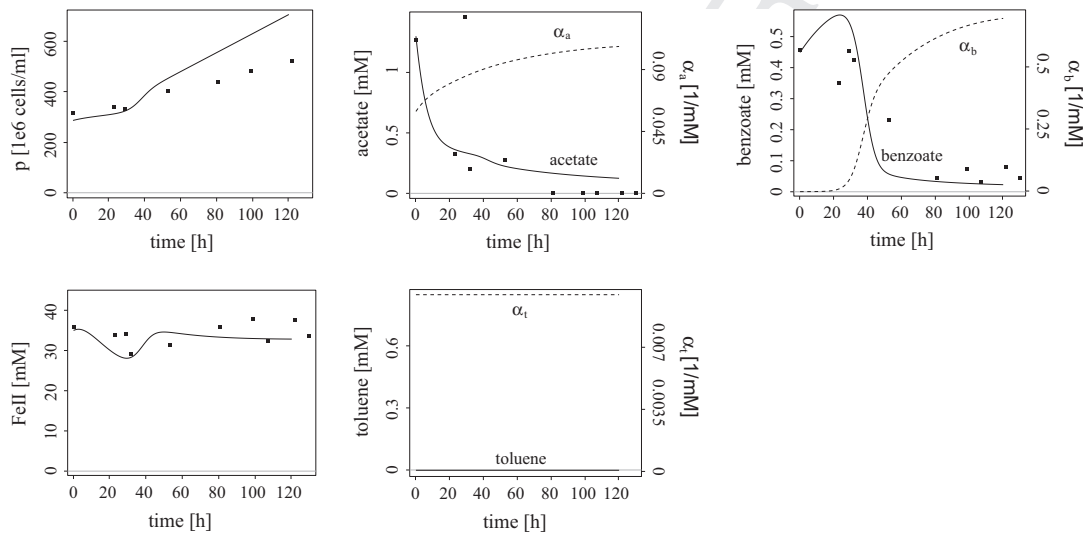 p [1e6 cells/ml]
0 200 400 600
0 20 40 60 80 100 120
time [h]
acetate [mM]
0 0.5 1
αa
acetate
0 0.045 0.09
αa [1/mM]
0 20 40 60 80 100 120
time [h]
benzoate [mM]
0 0.1 0.2 0.3 0.4 0.5
αb
benzoate
0 0.25 0.5
αb [1/mM]
0 20 40 60 80 100 120
time [h]
FeII [mM]
0 10 20 30 40
0 20 40 60 80 100 120
time [h]
toluene [mM]
0 0.3 0.6
αt
toluene
0 0.0035 0.007
αt [1/mM]
0 20 40 60 80 100 120
time [h]